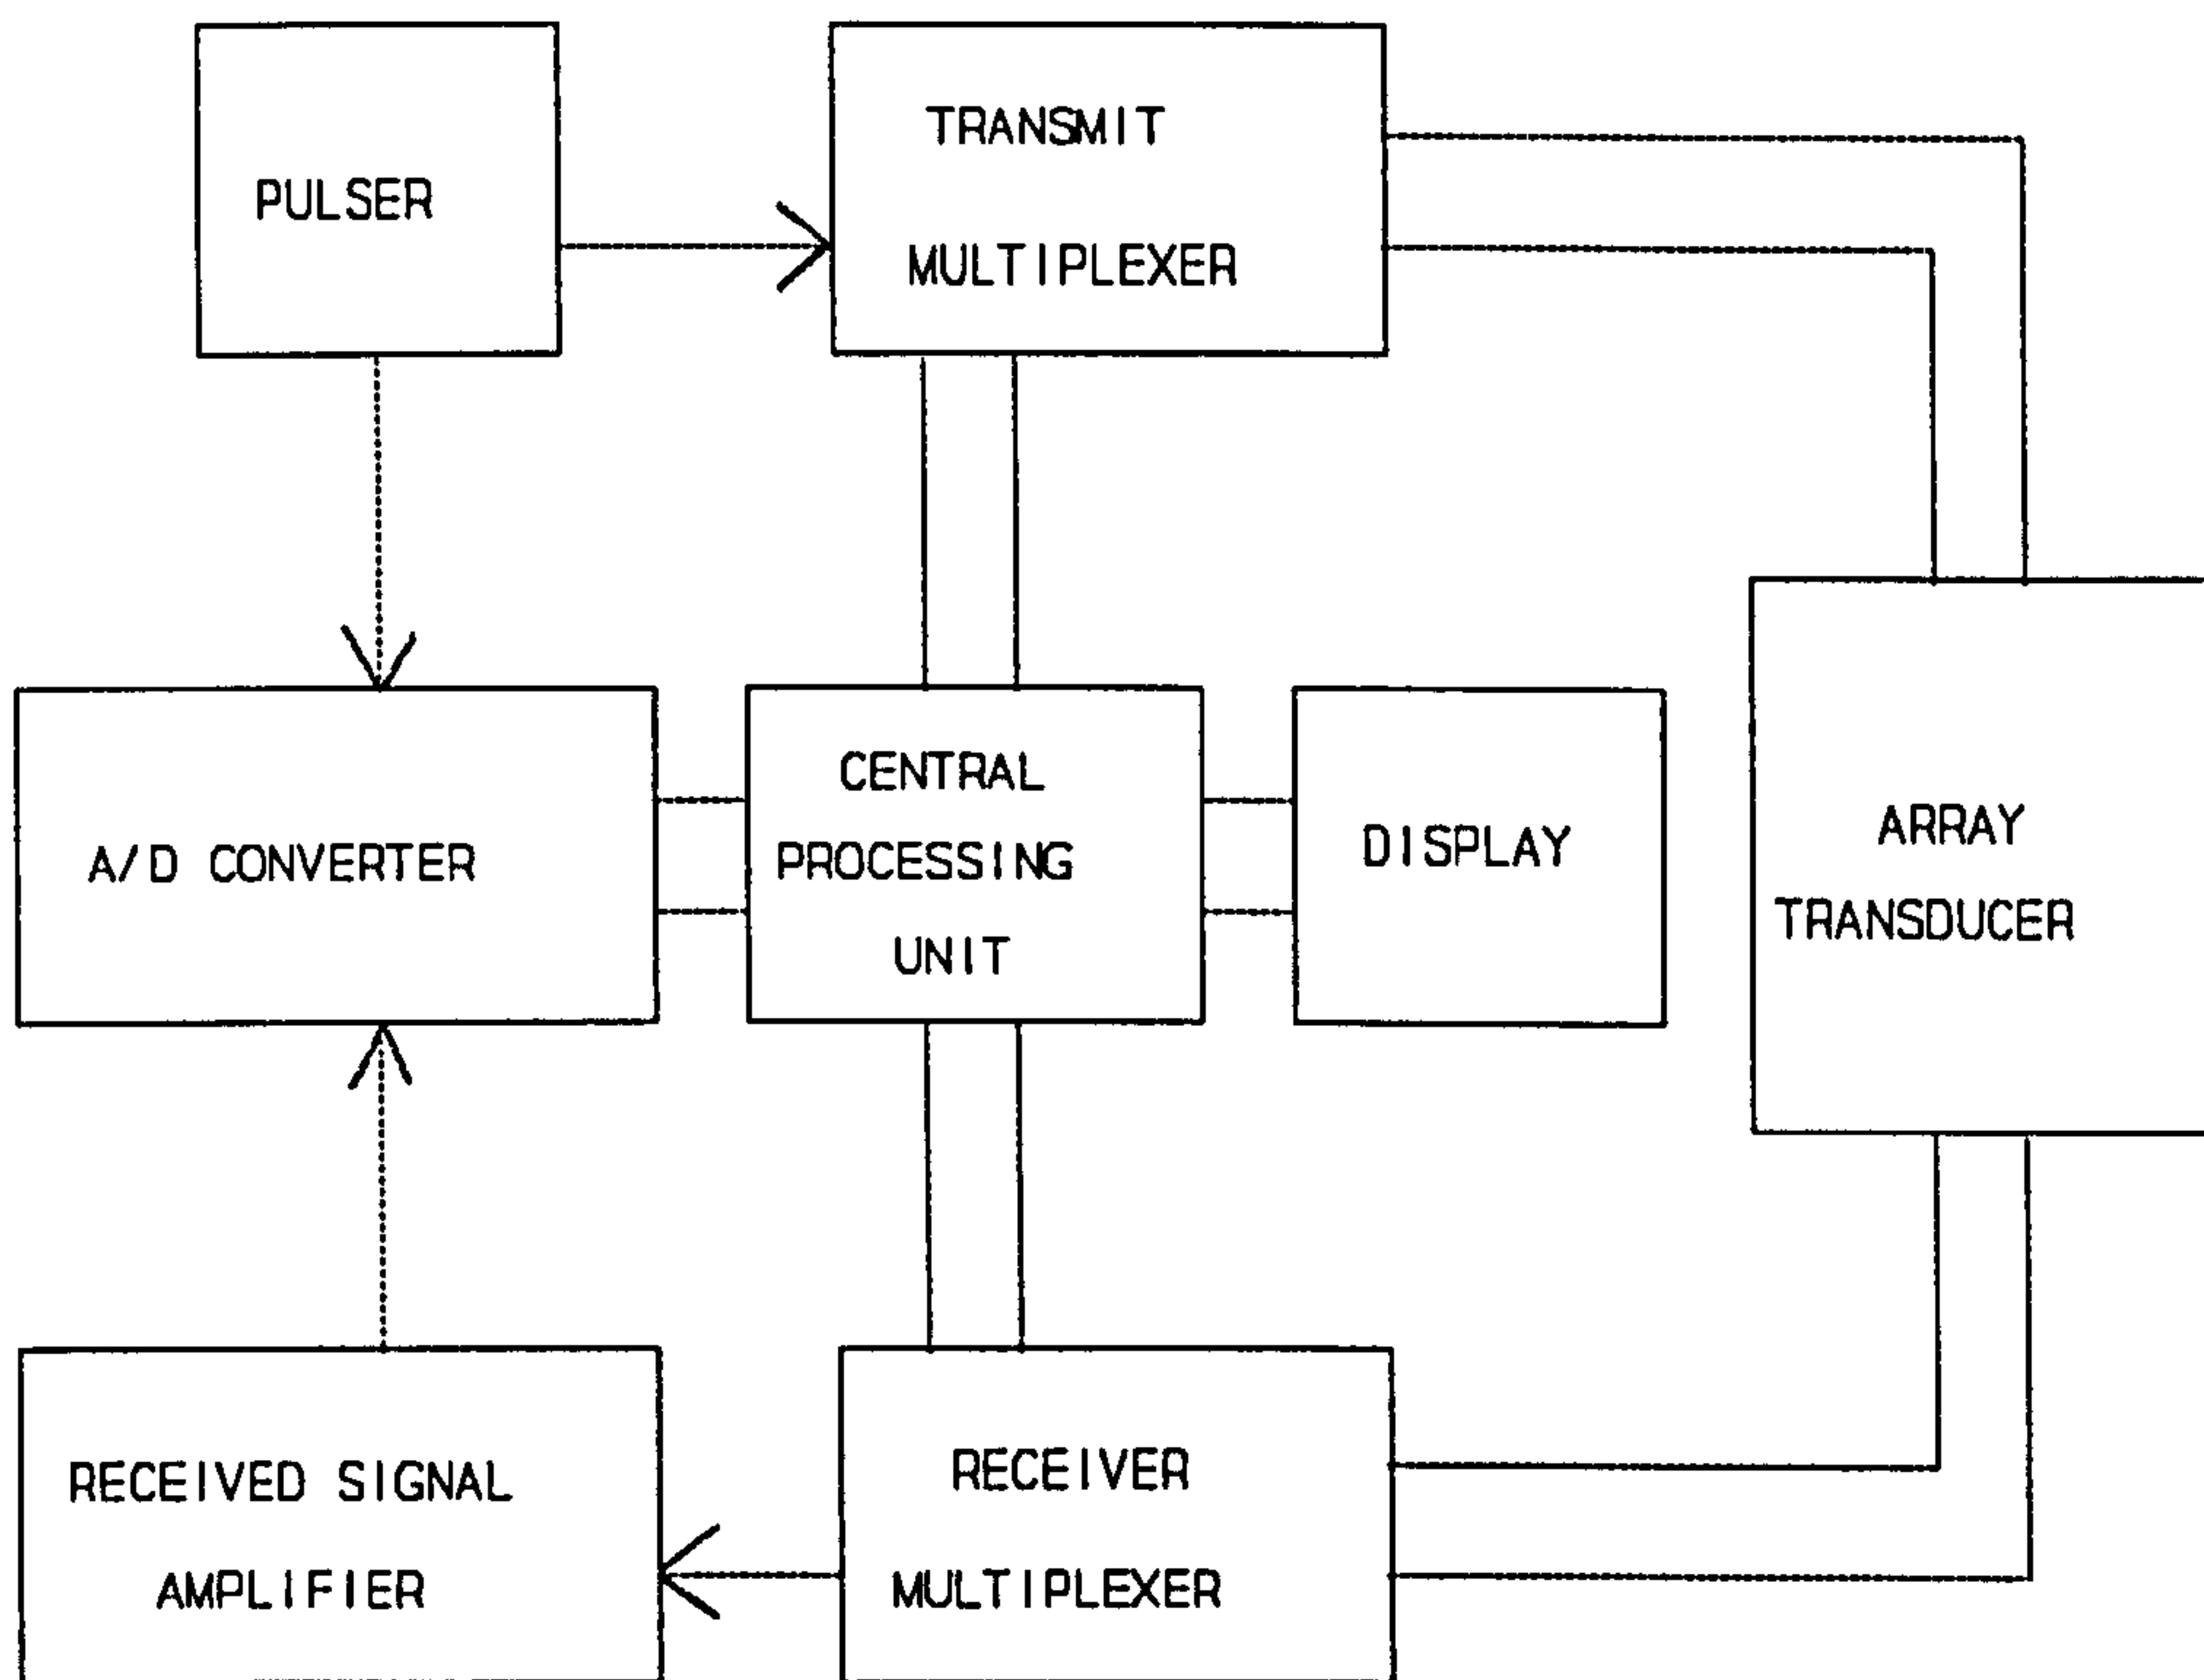 PULSER
TRANSMIT
MULTIPLEXER
A/D CONVERTER
CENTRAL
PROCESSING
UNIT
DISPLAY
ARRAY
TRANSDUCER
RECEIVED SIGNAL
AMPLIFIER
RECEIVER
MULTIPLEXER